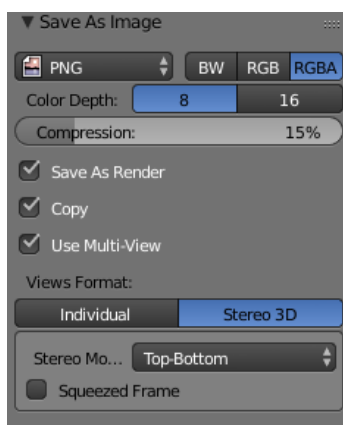 Save As Image
PNG BW RGB RGBA
Color Depth: 8 16
Compression: 15%
Save As Render
Copy
Use Multi-View
Views Format:
Individual Stereo 3D
Stereo Mo... Top-Bottom
Squeezed Frame